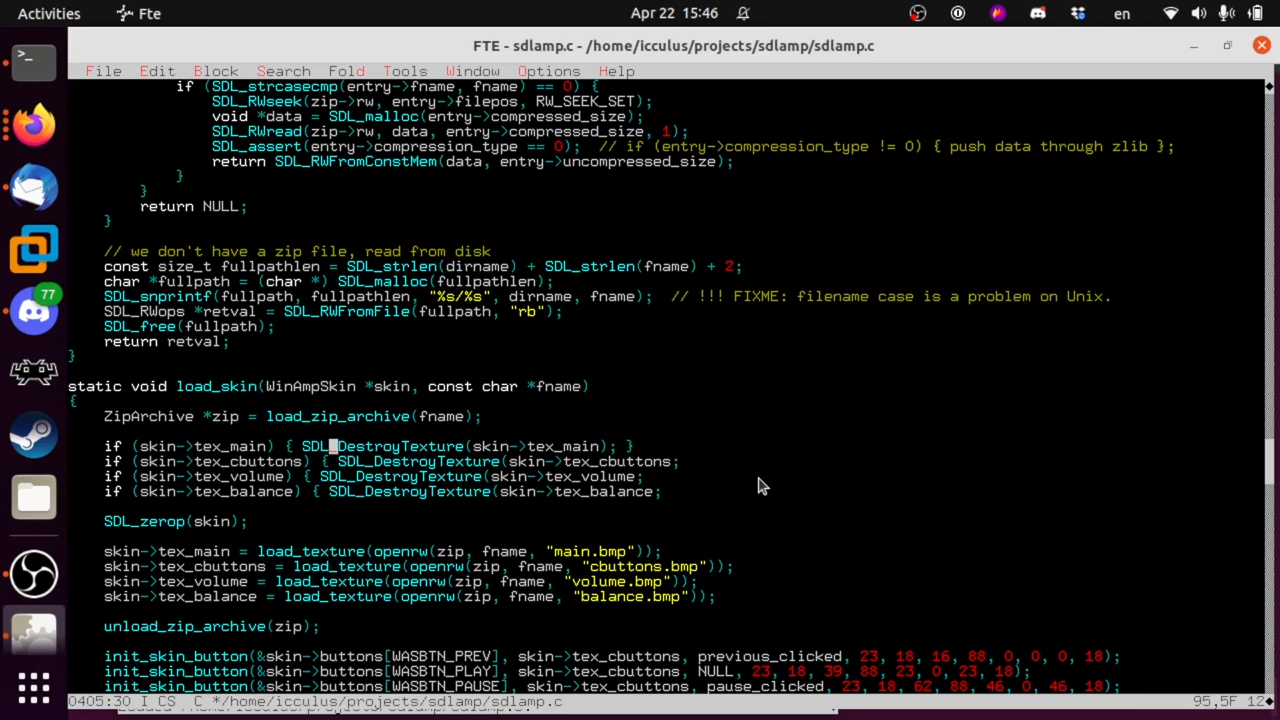 Activities Fte Apr 22 15:46 en
FTE - sdlamp.c - /home/icculus/projects/sdlamp/sdlamp.c
File Edit Block Search Fold Tools Window Options Help
if (SDL_strcasecmp(entry->fname, fname) == 0) {
SDL_RWseek(zip->rw, entry->filepos, RW_SEEK_SET);
void *data = SDL_malloc(entry->compressed_size);
SDL_RWread(zip->rw, data, entry->compressed_size, 1);
SDL_assert(entry->compression_type == 0); // if (entry->compression_type != 0) { push data through zlib };
return SDL_RWFromConstMem(data, entry->uncompressed_size);
}
}
return NULL;
}
// we don't have a zip file, read from disk
const size_t fullpathlen = SDL_strlen(dirname) + SDL_strlen(fname) + 2;
char *fullpath = (char *) SDL_malloc(fullpathlen);
SDL_snprintf(fullpath, fullpathlen, "%s/%s", dirname, fname); // !!! FIXME: filename case is a problem on Unix.
SDL_RWops *retval = SDL_RWFromFile(fullpath, "rb");
SDL_free(fullpath);
return retval;
}
static void load_skin(WinAmpSkin *skin, const char *fname)
{
ZipArchive *zip = load_zip_archive(fname);
if (skin->tex_main) { SDL_DestroyTexture(skin->tex_main); }
if (skin->tex_cbuttons) { SDL_DestroyTexture(skin->tex_cbuttons;
if (skin->tex_volume) { SDL_DestroyTexture(skin->tex_volume;
if (skin->tex_balance) { SDL_DestroyTexture(skin->tex_balance;
SDL_zerop(skin);
skin->tex_main = load_texture(openrw(zip, fname, "main.bmp"));
skin->tex_cbuttons = load_texture(openrw(zip, fname, "cbuttons.bmp"));
skin->tex_volume = load_texture(openrw(zip, fname, "volume.bmp"));
skin->tex_balance = load_texture(openrw(zip, fname, "balance.bmp"));
unload_zip_archive(zip);
init_skin_button(&skin->buttons[WASBTN_PREV], skin->tex_cbuttons, previous_clicked, 23, 18, 16, 88, 0, 0, 0, 18);
init_skin_button(&skin->buttons[WASBTN_PLAY], skin->tex_cbuttons, NULL, 23, 18, 39, 88, 23, 0, 23, 18);
init_skin_button(&skin->buttons[WASBTN_PAUSE], skin->tex_cbuttons, pause_clicked, 23, 18, 62, 88, 46, 0, 46, 18);
0405:30 I CS C */home/icculus/projects/sdlamp/sdlamp.c 95,5F 12
77